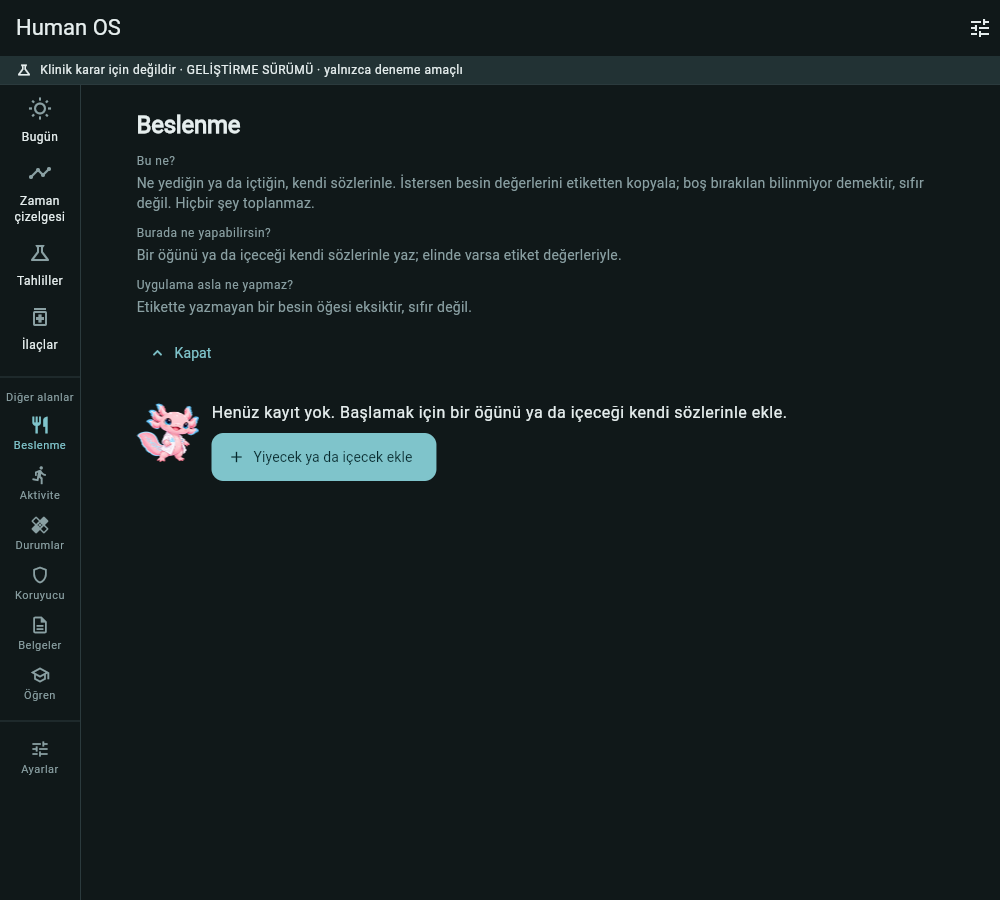 Human OS
Klinik karar için değildir · GELİŞTİRME SÜRÜMÜ · yalnızca deneme amaçlı
Bugün
Zaman
çizelgesi
Tahliller
İlaçlar
Diğer alanlar
Beslenme
Aktivite
Durumlar
Koruyucu
Belgeler
Öğren
Ayarlar
Beslenme
Bu ne?
Ne yediğin ya da içtiğin, kendi sözlerinle. İstersen besin değerlerini etiketten kopyala; boş bırakılan bilinmiyor demektir, sıfır
değil. Hiçbir şey toplanmaz.
Burada ne yapabilirsin?
Bir öğünü ya da içeceği kendi sözlerinle yaz; elinde varsa etiket değerleriyle.
Uygulama asla ne yapmaz?
Etikette yazmayan bir besin öğesi eksiktir, sıfır değil.
Kapat
Henüz kayıt yok. Başlamak için bir öğünü ya da içeceği kendi sözlerinle ekle.
Yiyecek ya da içecek ekle